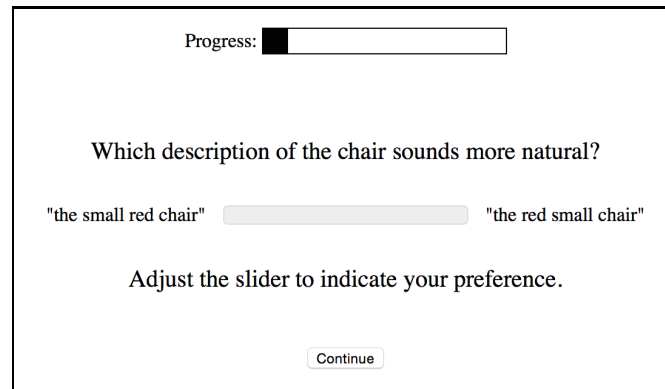 Progress:
Which description of the chair sounds more natural?
"the small red chair" "the red small chair"
Adjust the slider to indicate your preference.
Continue